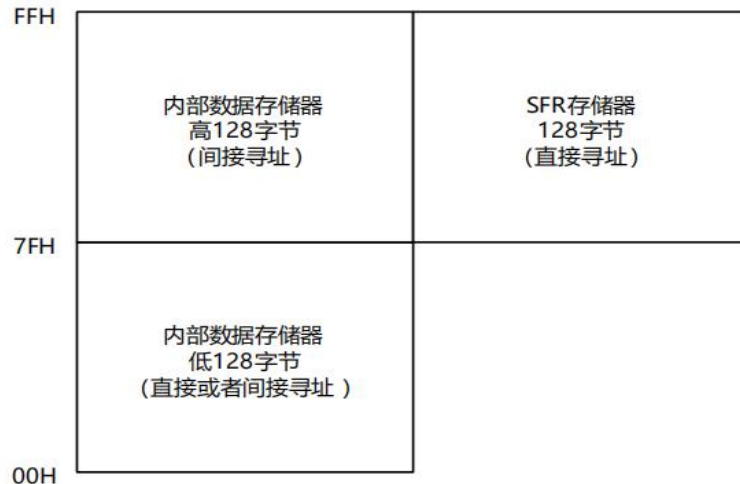 FFH
内部数据存储器
高128字节
（间接寻址）
SFR存储器
128字节
（直接寻址）
7FH
内部数据存储器
低128字节
（直接或者间接寻址 ）
00H